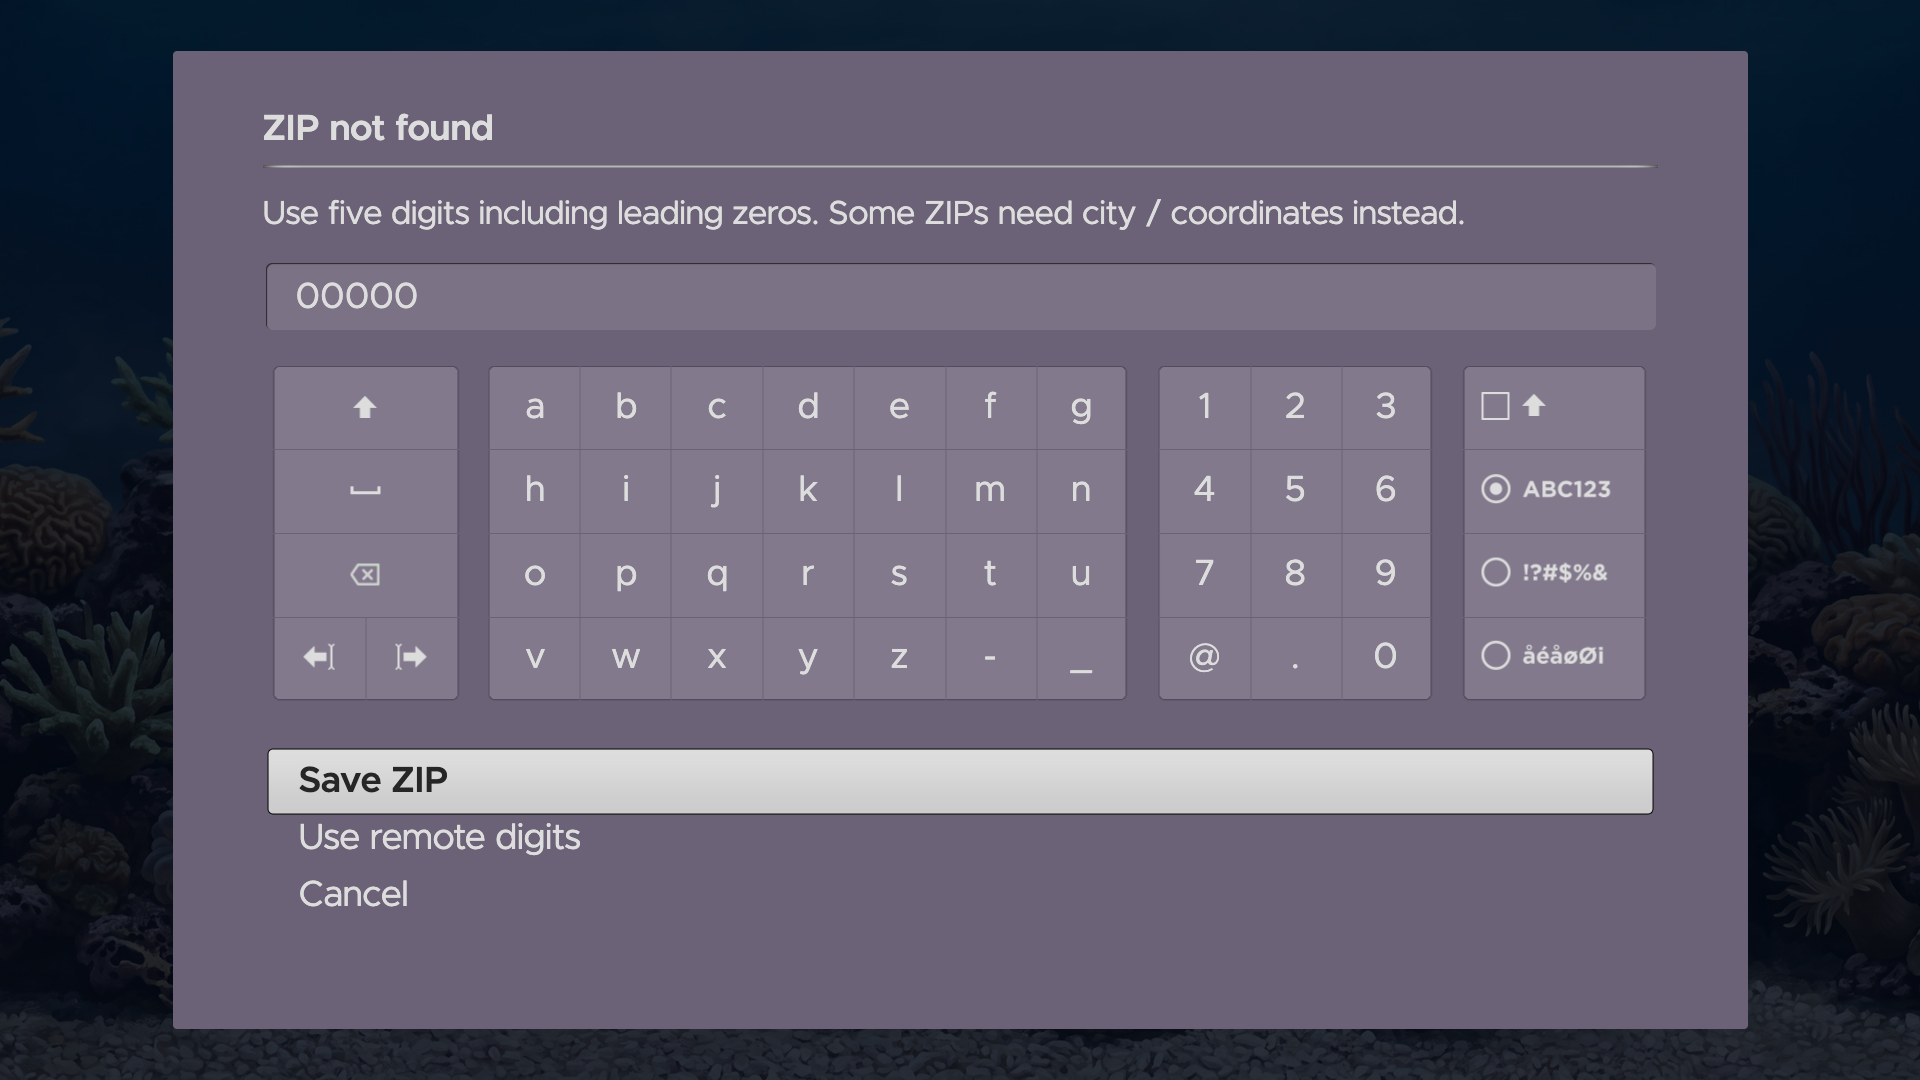 ZIP not found
Use five digits including leading zeros. Some ZIPs need city / coordinates instead.
00000
a b c d e f g 1 2 3
h i j k l m n 4 5 6 ABC123
o p q r s t u 7 8 9 !?#$%&
v w x y z - _ @ . 0 åéåøØi
Save ZIP
Use remote digits
Cancel